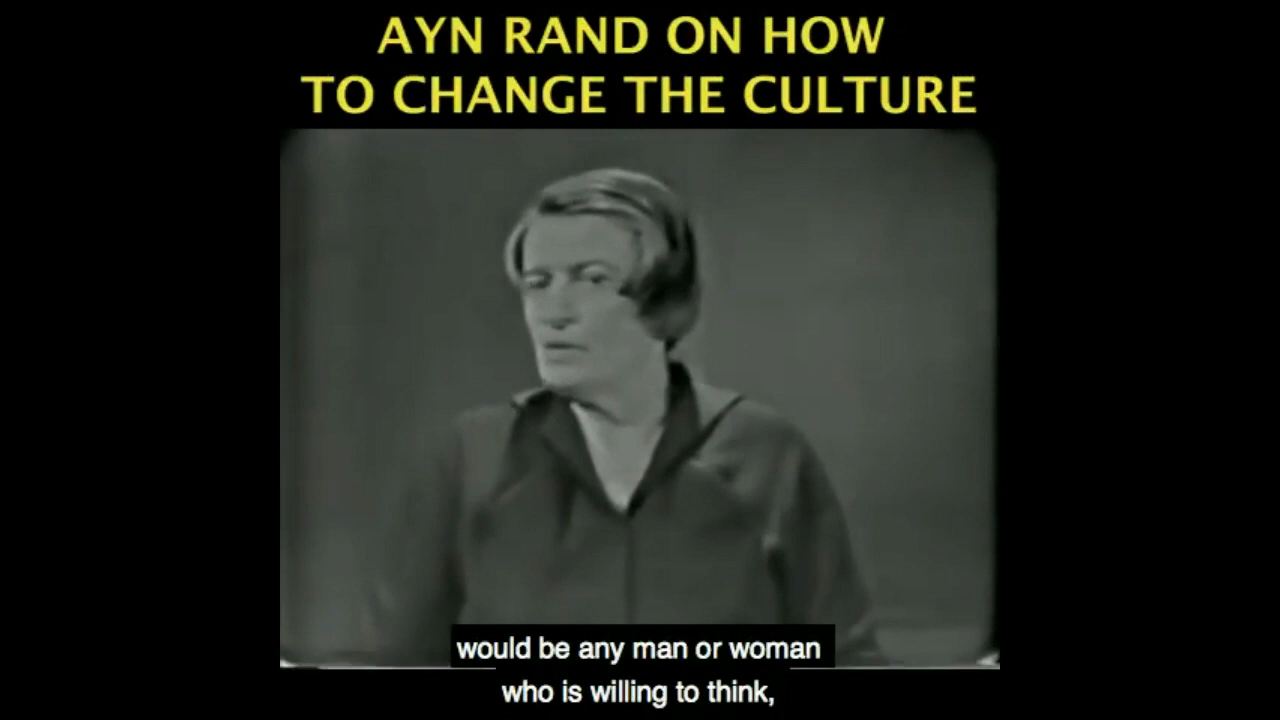 AYN RAND ON HOW
TO CHANGE THE CULTURE
would be any man or woman
who is willing to think,